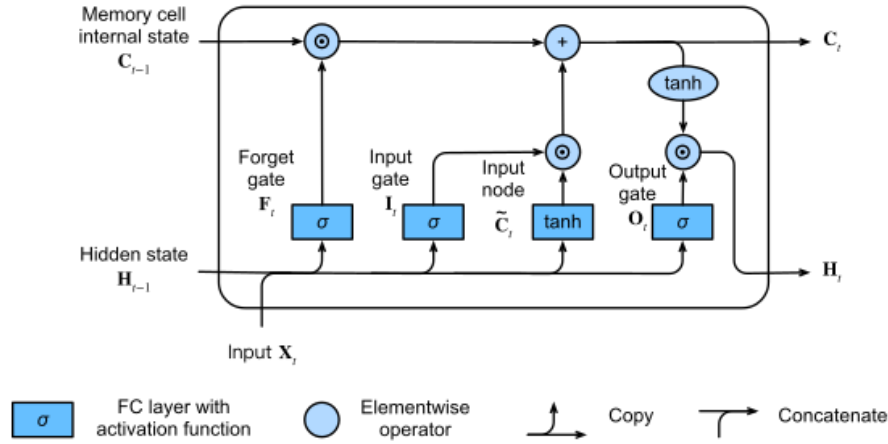 Memory cell
internal state
C_{t−1}
⊙
+
C_t
tanh
Forget
gate
F_t
σ
Input
gate
I_t
σ
Input
node
C̃_t
tanh
⊙
Output
gate
O_t
σ
⊙
Hidden state
H_{t−1}
H_t
Input X_t
σ
FC layer with
activation function
Elementwise
operator
Copy
Concatenate